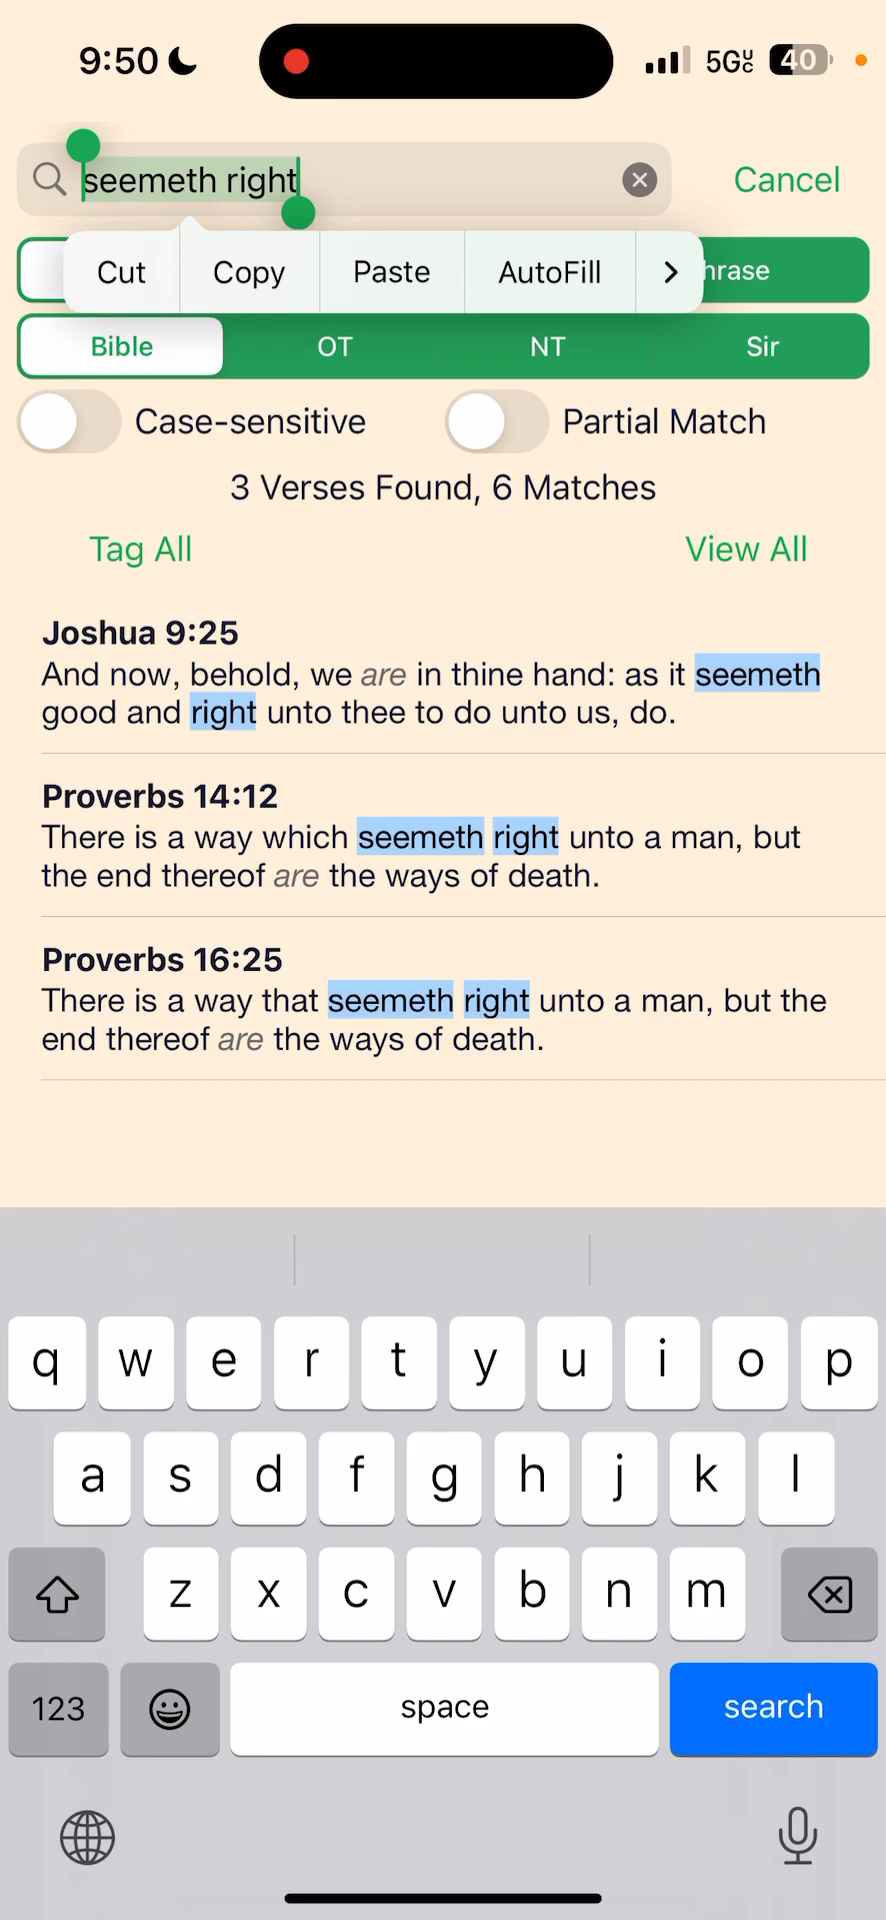 9:50 5GUC 40
seemeth right Cancel
Cut Copy Paste AutoFill hrase
Bible OT NT Sir
Case-sensitive Partial Match
3 Verses Found, 6 Matches
Tag All View All
Joshua 9:25
And now, behold, we are in thine hand: as it seemeth
good and right unto thee to do unto us, do.
Proverbs 14:12
There is a way which seemeth right unto a man, but
the end thereof are the ways of death.
Proverbs 16:25
There is a way that seemeth right unto a man, but the
end thereof are the ways of death.
q w e r t y u i o p
a s d f g h j k l
z x c v b n m
123 space search